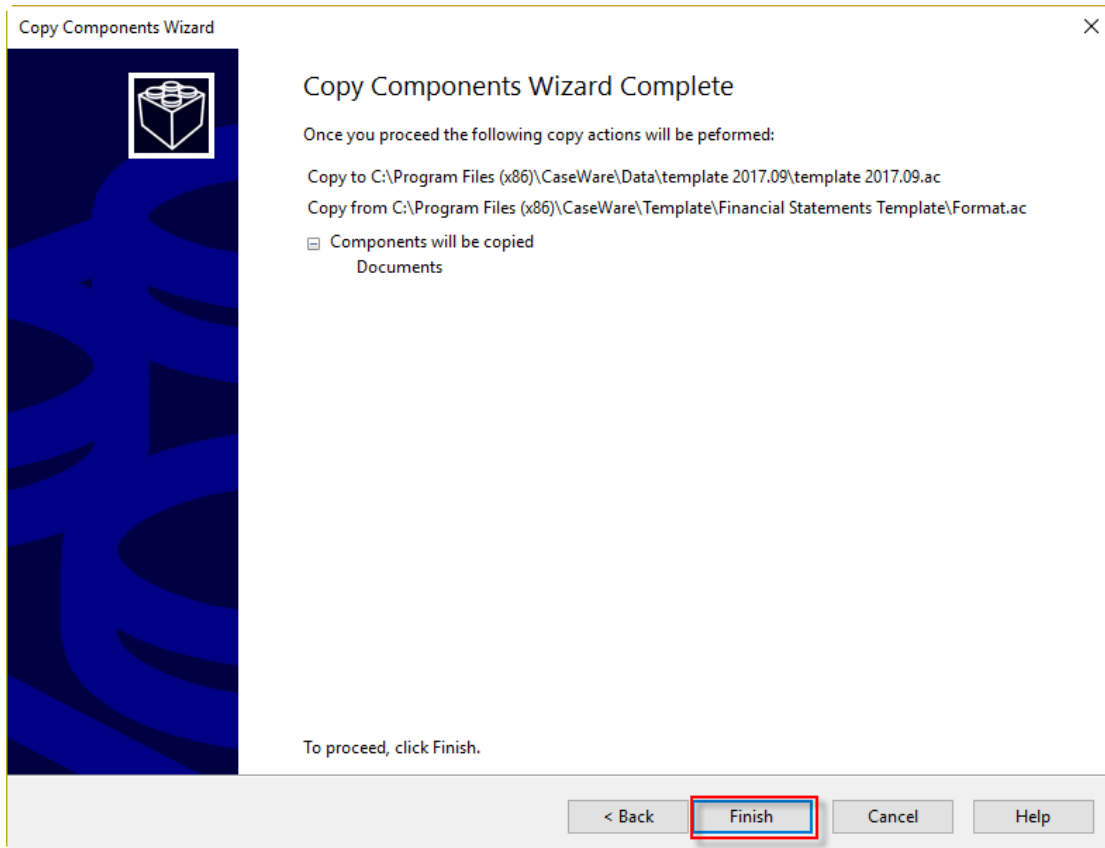 Copy Components Wizard
Copy Components Wizard Complete
Once you proceed the following copy actions will be peformed:
Copy to C:\Program Files (x86)\CaseWare\Data\template 2017.09\template 2017.09.ac
Copy from C:\Program Files (x86)\CaseWare\Template\Financial Statements Template\Format.ac
Components will be copied
Documents
To proceed, click Finish.
< Back Finish Cancel Help